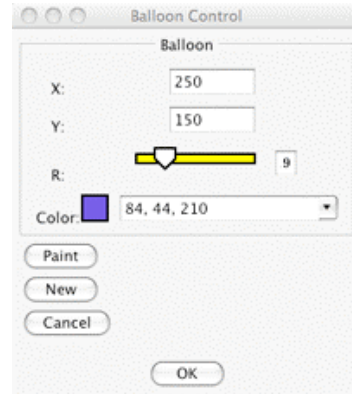 Balloon Control
Balloon
X: 250
Y: 150
R: 9
Color: 84, 44, 210
Paint
New
Cancel
OK